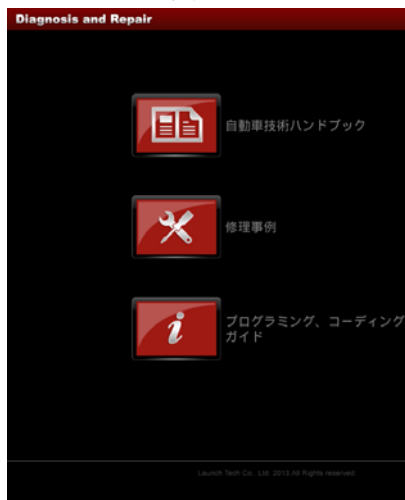 Diagnosis and Repair
自動車技術ハンドブック
修理事例
プログラミング、コーディング
ガイド
Launch Tech Co., Ltd. 2013.All Rights reserved.